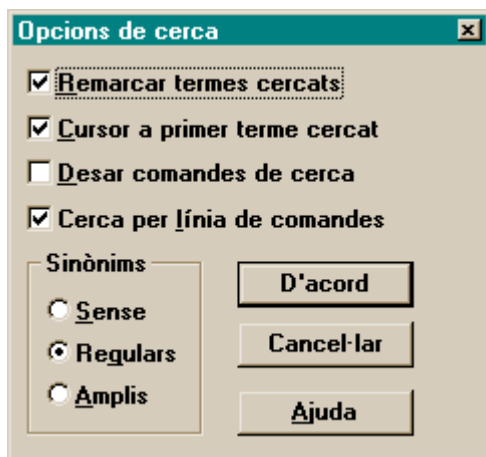 Opcions de cerca
Remarcar termes cercats
Cursor a primer terme cercat
Desar comandes de cerca
Cerca per línia de comandes
Sinònims
Sense
Regulars
Amplis
D'acord
Cancel·lar
Ajuda